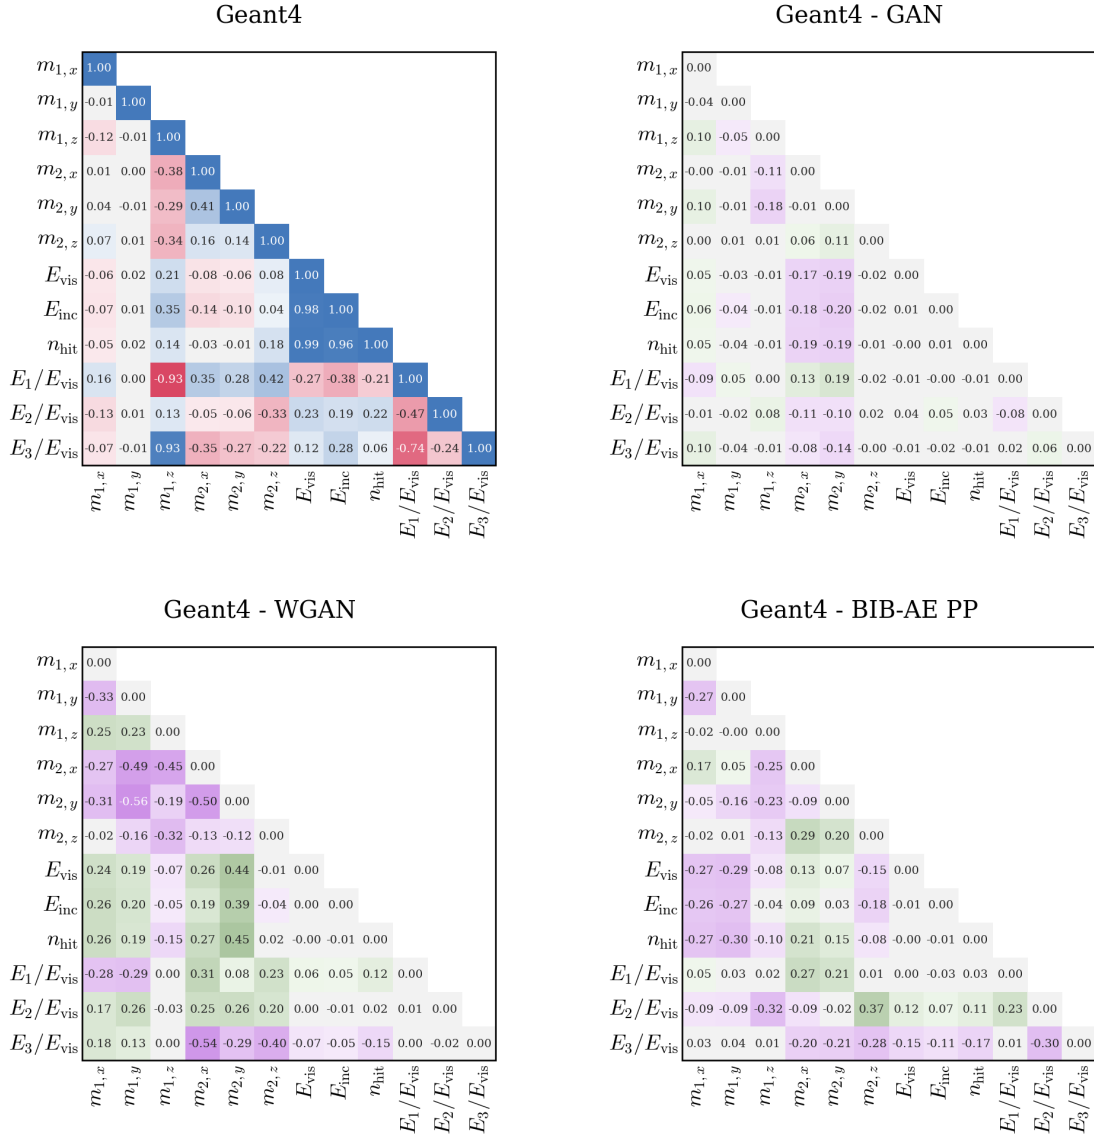 Geant4
m1,x 1.00
m1,y -0.01 1.00
m1,z -0.12 -0.01 1.00
m2,x 0.01 0.00 -0.38 1.00
m2,y 0.04 -0.01 -0.29 0.41 1.00
m2,z 0.07 0.01 -0.34 0.16 0.14 1.00
Evis -0.06 0.02 0.21 -0.08 -0.06 0.08 1.00
Einc -0.07 0.01 0.35 -0.14 -0.10 0.04 0.98 1.00
nhit -0.05 0.02 0.14 -0.03 -0.01 0.18 0.99 0.96 1.00
E1/Evis 0.16 0.00 -0.93 0.35 0.28 0.42 -0.27 -0.38 -0.21 1.00
E2/Evis -0.13 0.01 0.13 -0.05 -0.06 -0.33 0.23 0.19 0.22 -0.47 1.00
E3/Evis -0.07 -0.01 0.93 -0.35 -0.27 -0.22 0.12 0.28 0.06 -0.74 -0.24 1.00
m1,x m1,y m1,z m2,x m2,y m2,z Evis Einc nhit E1/Evis E2/Evis E3/Evis
Geant4 - GAN
m1,x 0.00
m1,y -0.04 0.00
m1,z 0.10 -0.05 0.00
m2,x -0.00 -0.01 -0.11 0.00
m2,y 0.10 -0.01 -0.18 -0.01 0.00
m2,z 0.00 0.01 0.01 0.06 0.11 0.00
Evis 0.05 -0.03 -0.01 -0.17 -0.19 -0.02 0.00
Einc 0.06 -0.04 -0.01 -0.18 -0.20 -0.02 0.01 0.00
nhit 0.05 -0.04 -0.01 -0.19 -0.19 -0.01 -0.00 0.01 0.00
E1/Evis -0.09 0.05 0.00 0.13 0.19 -0.02 -0.01 -0.00 -0.01 0.00
E2/Evis -0.01 -0.02 0.08 -0.11 -0.10 0.02 0.04 0.05 0.03 -0.08 0.00
E3/Evis 0.10 -0.04 -0.01 -0.08 -0.14 -0.00 -0.01 -0.02 -0.01 0.02 0.06 0.00
m1,x m1,y m1,z m2,x m2,y m2,z Evis Einc nhit E1/Evis E2/Evis E3/Evis
Geant4 - WGAN
m1,x 0.00
m1,y -0.33 0.00
m1,z 0.25 0.23 0.00
m2,x -0.27 -0.49 -0.45 0.00
m2,y -0.31 -0.56 -0.19 -0.50 0.00
m2,z -0.02 -0.16 -0.32 -0.13 -0.12 0.00
Evis 0.24 0.19 -0.07 0.26 0.44 -0.01 0.00
Einc 0.26 0.20 -0.05 0.19 0.39 -0.04 0.00 0.00
nhit 0.26 0.19 -0.15 0.27 0.45 0.02 -0.00 -0.01 0.00
E1/Evis -0.28 -0.29 0.00 0.31 0.08 0.23 0.06 0.05 0.12 0.00
E2/Evis 0.17 0.26 -0.03 0.25 0.26 0.20 0.00 -0.01 0.02 0.01 0.00
E3/Evis 0.18 0.13 0.00 -0.54 -0.29 -0.40 -0.07 -0.05 -0.15 0.00 -0.02 0.00
m1,x m1,y m1,z m2,x m2,y m2,z Evis Einc nhit E1/Evis E2/Evis E3/Evis
Geant4 - BIB-AE PP
m1,x 0.00
m1,y -0.27 0.00
m1,z -0.02 -0.00 0.00
m2,x 0.17 0.05 -0.25 0.00
m2,y -0.05 -0.16 -0.23 -0.09 0.00
m2,z -0.02 0.01 -0.13 0.29 0.20 0.00
Evis -0.27 -0.29 -0.08 0.13 0.07 -0.15 0.00
Einc -0.26 -0.27 -0.04 0.09 0.03 -0.18 -0.01 0.00
nhit -0.27 -0.30 -0.10 0.21 0.15 -0.08 -0.00 -0.01 0.00
E1/Evis 0.05 0.03 0.02 0.27 0.21 0.01 0.00 -0.03 0.03 0.00
E2/Evis -0.09 -0.09 -0.32 -0.09 -0.02 0.37 0.12 0.07 0.11 0.23 0.00
E3/Evis 0.03 0.04 0.01 -0.20 -0.21 -0.28 -0.15 -0.11 -0.17 0.01 -0.30 0.00
m1,x m1,y m1,z m2,x m2,y m2,z Evis Einc nhit E1/Evis E2/Evis E3/Evis